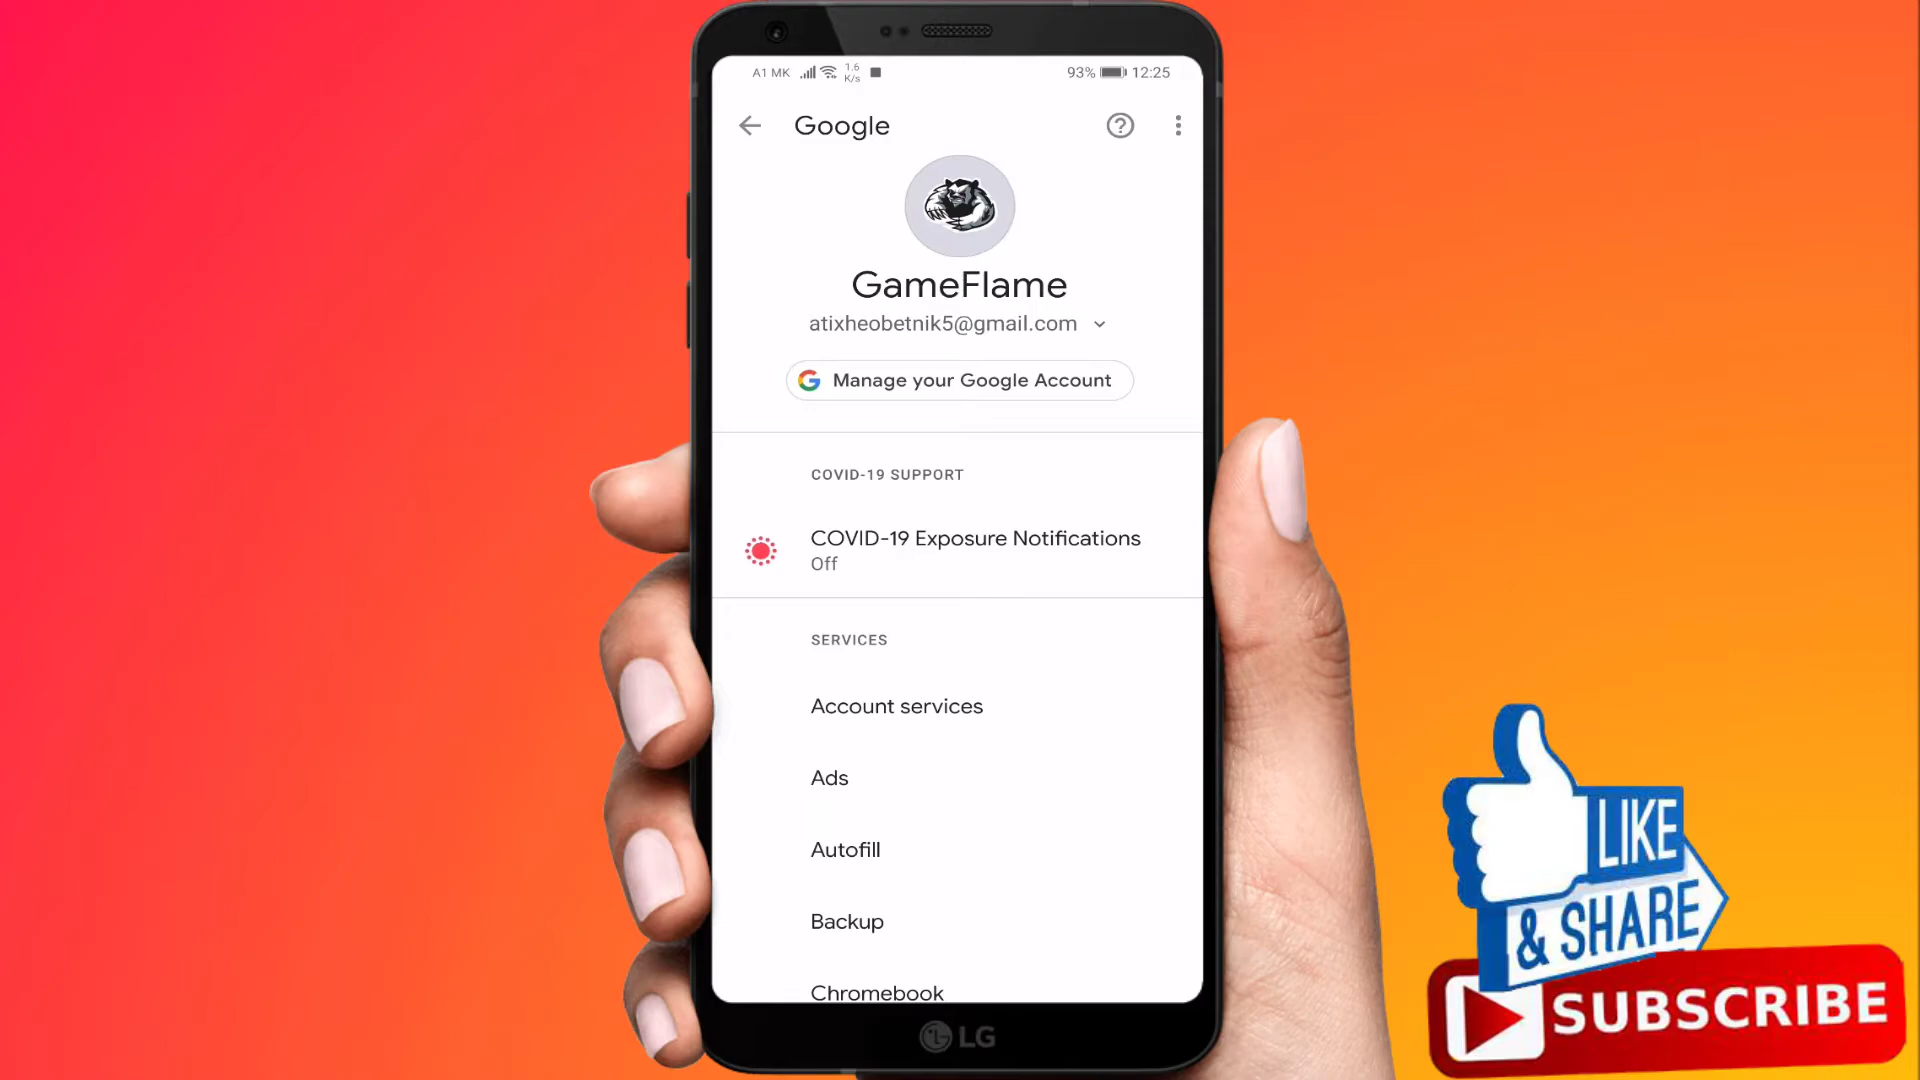 A1 MK 1.6 K/s 93% 12:25
Google
GameFlame
atixheobetnik5@gmail.com
Manage your Google Account
COVID-19 SUPPORT
COVID-19 Exposure Notifications
Off
SERVICES
Account services
Ads
Autofill
Backup
Chromebook
LG
LIKE
& SHARE
SUBSCRIBE